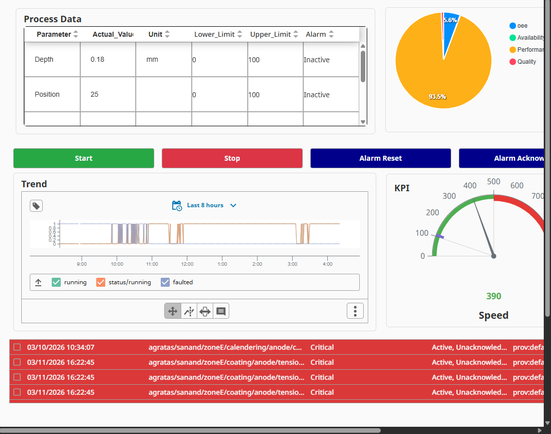 Process Data
Parameter Actual_Valu Unit Lower_Limit Upper_Limit Alarm
Depth 0.18 mm 0 100 Inactive
Position 25 0 100 Inactive
5.6%
93.5%
oee
Availabilit
Performar
Quality
Start Stop Alarm Reset Alarm Acknow
Trend
Last 8 hours
9:00 10:00 11:00 12:00 1:00 2:00 3:00 4:00
running status/running faulted
KPI
0 100 200 300 400 500 600 700
390
Speed
03/10/2026 10:34:07 agratas/sanand/zoneE/calendering/anode/c... Critical Active, Unacknowled... prov:defa
03/11/2026 16:22:45 agratas/sanand/zoneE/coating/anode/tensio... Critical Active, Unacknowled... prov:defa
03/11/2026 16:22:45 agratas/sanand/zoneE/coating/anode/tensio... Critical Active, Unacknowled... prov:defa
03/11/2026 16:22:45 agratas/sanand/zoneE/coating/anode/tensio... Critical Active, Unacknowled... prov:defa